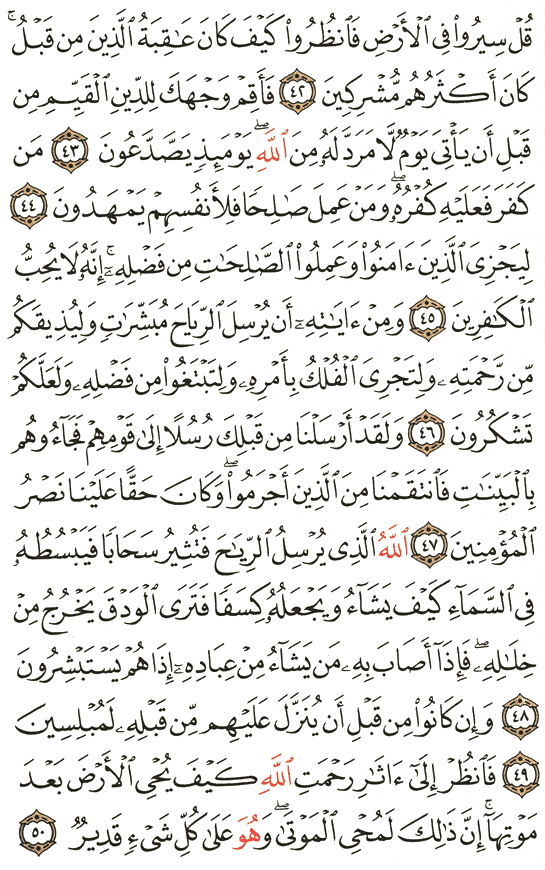 قُلۡ سِيرُواْ فِي ٱلۡأَرۡضِ فَٱنظُرُواْ كَيۡفَ كَانَ عَٰقِبَةُ ٱلَّذِينَ مِن قَبۡلُۚ
كَانَ أَكۡثَرُهُم مُّشۡرِكِينَ ٤٢ فَأَقِمۡ وَجۡهَكَ لِلدِّينِ ٱلۡقَيِّمِ مِن
قَبۡلِ أَن يَأۡتِيَ يَوۡمٞ لَّا مَرَدَّ لَهُۥ مِنَ ٱللَّهِۖ يَوۡمَئِذٖ يَصَّدَّعُونَ ٤٣ مَن
كَفَرَ فَعَلَيۡهِ كُفۡرُهُۥۖ وَمَنۡ عَمِلَ صَٰلِحٗا فَلِأَنفُسِهِمۡ يَمۡهَدُونَ ٤٤
لِيَجۡزِيَ ٱلَّذِينَ ءَامَنُواْ وَعَمِلُواْ ٱلصَّٰلِحَٰتِ مِن فَضۡلِهِۦٓۚ إِنَّهُۥ لَا يُحِبُّ
ٱلۡكَٰفِرِينَ ٤٥ وَمِنۡ ءَايَٰتِهِۦٓ أَن يُرۡسِلَ ٱلرِّيَاحَ مُبَشِّرَٰتٖ وَلِيُذِيقَكُم
مِّن رَّحۡمَتِهِۦ وَلِتَجۡرِيَ ٱلۡفُلۡكُ بِأَمۡرِهِۦ وَلِتَبۡتَغُواْ مِن فَضۡلِهِۦ وَلَعَلَّكُمۡ
تَشۡكُرُونَ ٤٦ وَلَقَدۡ أَرۡسَلۡنَا مِن قَبۡلِكَ رُسُلًا إِلَىٰ قَوۡمِهِمۡ فَجَآءُوهُم
بِٱلۡبَيِّنَٰتِ فَٱنتَقَمۡنَا مِنَ ٱلَّذِينَ أَجۡرَمُواْۖ وَكَانَ حَقًّا عَلَيۡنَا نَصۡرُ
ٱلۡمُؤۡمِنِينَ ٤٧ ٱللَّهُ ٱلَّذِي يُرۡسِلُ ٱلرِّيَٰحَ فَتُثِيرُ سَحَابٗا فَيَبۡسُطُهُۥ
فِي ٱلسَّمَآءِ كَيۡفَ يَشَآءُ وَيَجۡعَلُهُۥ كِسَفٗا فَتَرَى ٱلۡوَدۡقَ يَخۡرُجُ مِنۡ
خِلَٰلِهِۦۖ فَإِذَآ أَصَابَ بِهِۦ مَن يَشَآءُ مِنۡ عِبَادِهِۦٓ إِذَا هُمۡ يَسۡتَبۡشِرُونَ
٤٨ وَإِن كَانُواْ مِن قَبۡلِ أَن يُنَزَّلَ عَلَيۡهِم مِّن قَبۡلِهِۦ لَمُبۡلِسِينَ
٤٩ فَٱنظُرۡ إِلَىٰٓ ءَاثَٰرِ رَحۡمَتِ ٱللَّهِ كَيۡفَ يُحۡيِ ٱلۡأَرۡضَ بَعۡدَ
مَوۡتِهَآۚ إِنَّ ذَٰلِكَ لَمُحۡيِ ٱلۡمَوۡتَىٰۖ وَهُوَ عَلَىٰ كُلِّ شَيۡءٖ قَدِيرٞ ٥٠